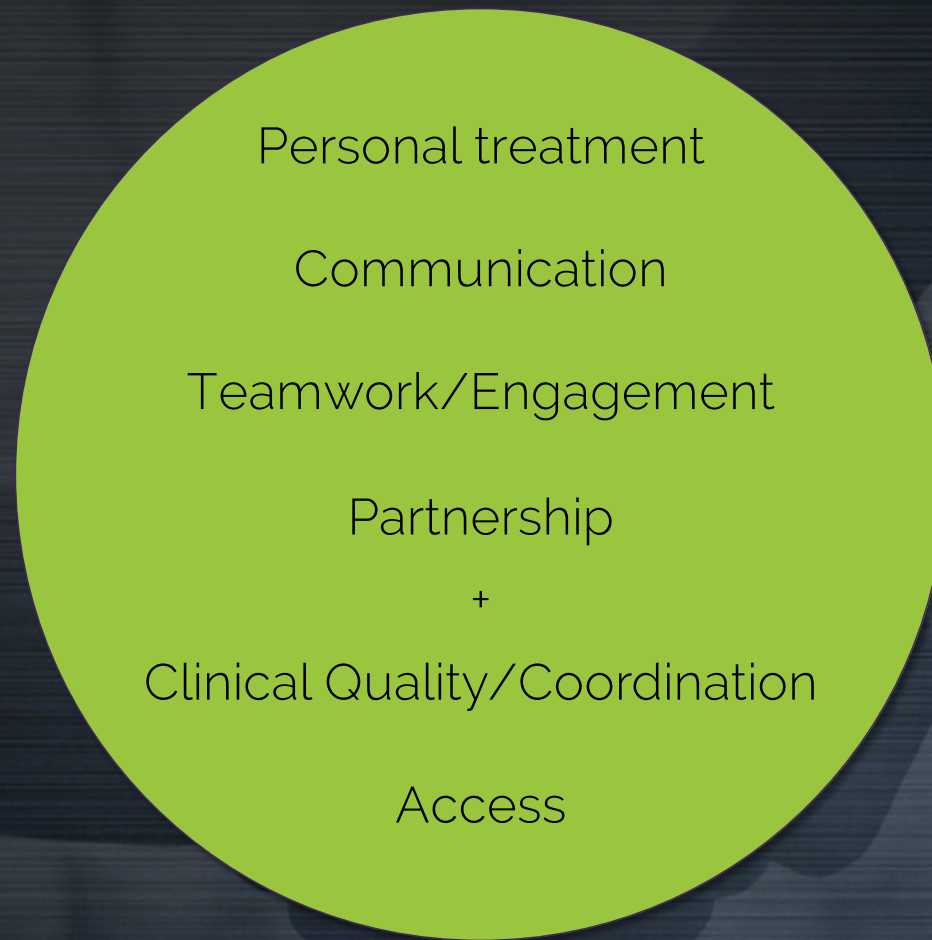 Personal treatment
Communication
Teamwork/Engagement
Partnership
+
Clinical Quality/Coordination
Access